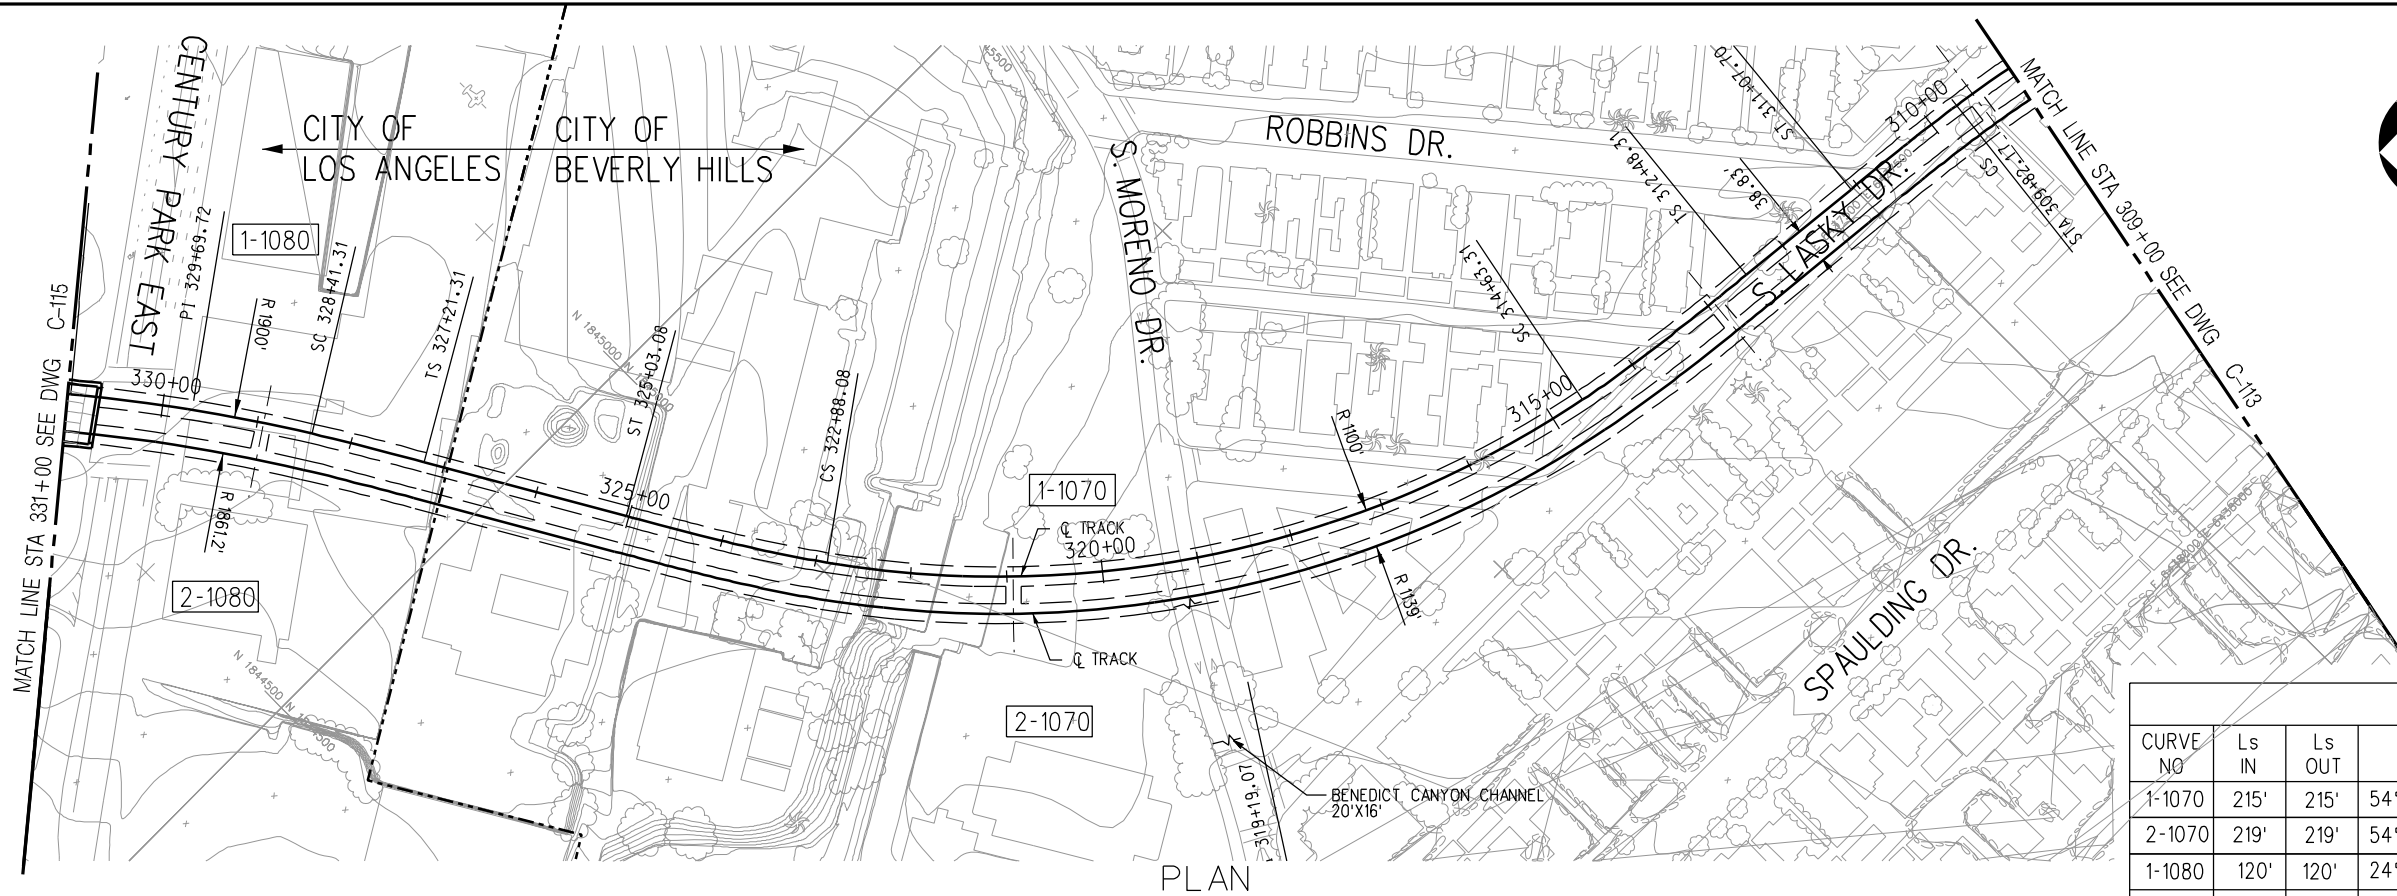 CENTURY PARK EAST
CITY OF
LOS ANGELES
CITY OF
BEVERLY HILLS
1-1080
PI 329+69.72
R 1900'
SC 328+41.31
TS 327+21.31
ST 325+03.08
CS 322+88.08
N 1845000
S. MORENO DR.
ROBBINS DR.
ST 311+07.70
TS 312+48.31
38.83'
SC 314+63.31
S. LASKY DR.
310+00
CS
STA 309+82.17
MATCH LINE STA 309+00 SEE DWG C-113
MATCH LINE STA 331+00 SEE DWG C-115
330+00
325+00
320+00
315+00
R 1861.2'
R 1100'
R 1139'
1-1070
℄ TRACK
℄ TRACK
2-1080
2-1070
N 1844500
250
SPAULDING DR.
319+19.07
BENEDICT CANYON CHANNEL
20'X16'
PLAN
CURVE NO
Ls IN
Ls OUT
1-1070 215' 215' 54°
2-1070 219' 219' 54°
1-1080 120' 120' 24°